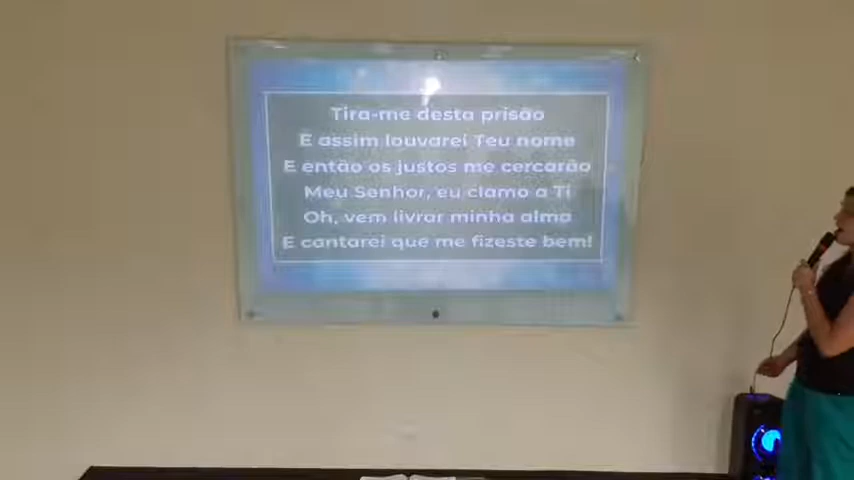 Tira-me desta prisão
E assim louvarei Teu nome
E então os justos me cercarão
Meu Senhor, eu clamo a Ti
Oh, vem livrar minha alma
E cantarei que me fizeste bem!